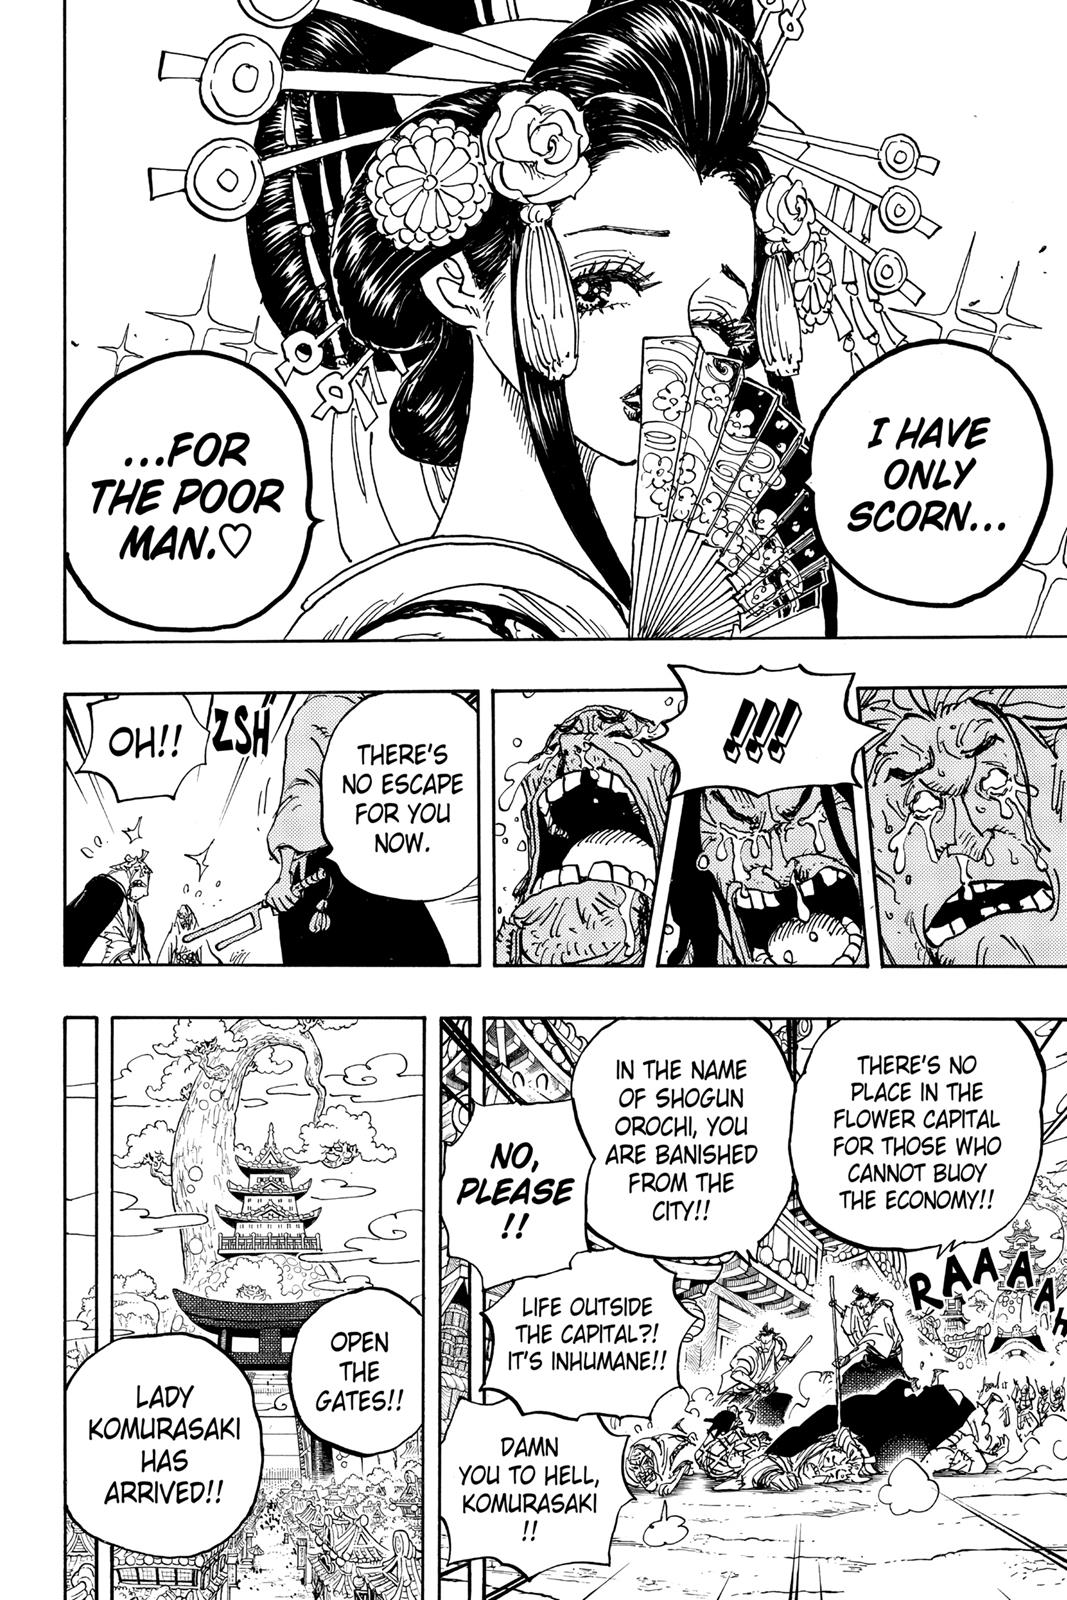 I HAVE
ONLY
SCORN...
...FOR
THE POOR
MAN.♡
!!!!
THERE'S
NO ESCAPE
FOR YOU
NOW.
ZSH
OH!!
THERE'S NO
PLACE IN THE
FLOWER CAPITAL
FOR THOSE WHO
CANNOT BUOY
THE ECONOMY!!
RAAAAH
IN THE NAME
OF SHOGUN
OROCHI, YOU
ARE BANISHED
FROM THE
CITY!!
NO,
PLEASE
!!
LIFE OUTSIDE
THE CAPITAL?!
IT'S INHUMANE!!
DAMN
YOU TO HELL,
KOMURASAKI
!!
OPEN
THE
GATES!!
LADY
KOMURASAKI
HAS
ARRIVED!!